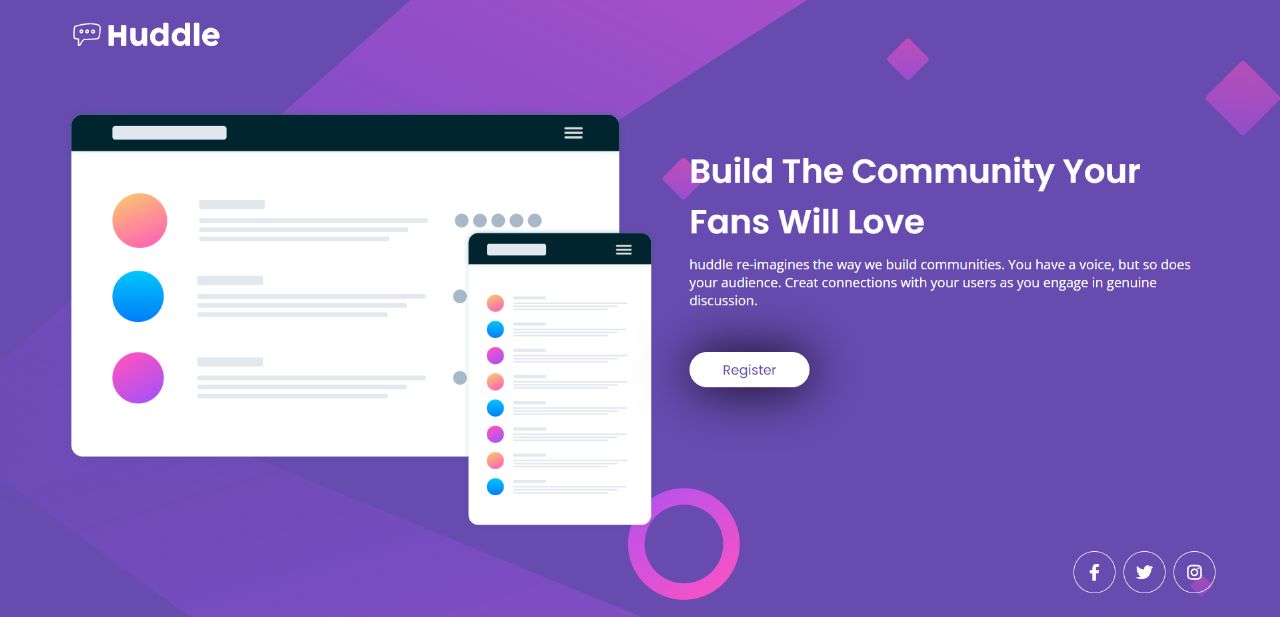 Huddle
Build The Community Your
Fans Will Love
huddle re-imagines the way we build communities. You have a voice, but so does
your audience. Creat connections with your users as you engage in genuine
discussion.
Register